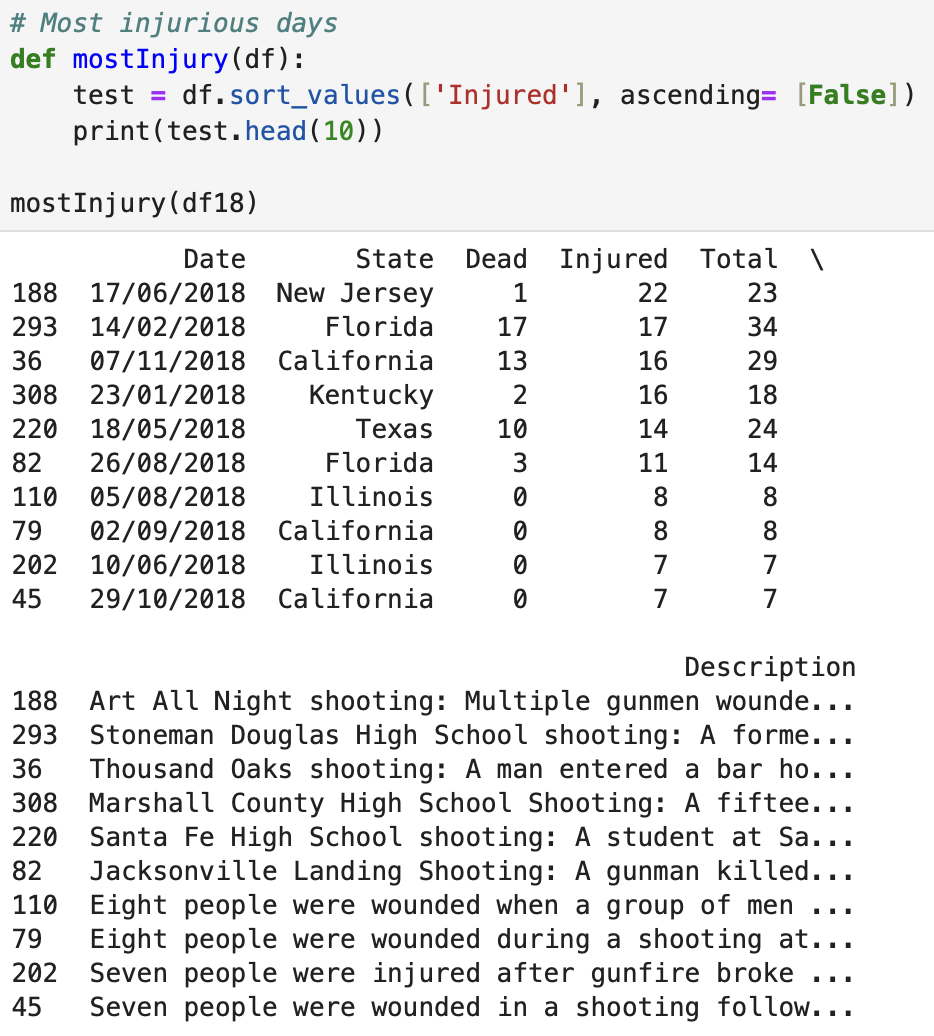 # Most injurious days
def mostInjury(df):
    test = df.sort_values(['Injured'], ascending= [False])
    print(test.head(10))

mostInjury(df18)
           Date       State  Dead  Injured  Total  \
188  17/06/2018  New Jersey     1       22     23
293  14/02/2018     Florida    17       17     34
36   07/11/2018  California    13       16     29
308  23/01/2018    Kentucky     2       16     18
220  18/05/2018       Texas    10       14     24
82   26/08/2018     Florida     3       11     14
110  05/08/2018    Illinois     0        8      8
79   02/09/2018  California     0        8      8
202  10/06/2018    Illinois     0        7      7
45   29/10/2018  California     0        7      7

                                           Description
188  Art All Night shooting: Multiple gunmen wounde...
293  Stoneman Douglas High School shooting: A forme...
36   Thousand Oaks shooting: A man entered a bar ho...
308  Marshall County High School Shooting: A fiftee...
220  Santa Fe High School shooting: A student at Sa...
82   Jacksonville Landing Shooting: A gunman killed...
110  Eight people were wounded when a group of men ...
79   Eight people were wounded during a shooting at...
202  Seven people were injured after gunfire broke ...
45   Seven people were wounded in a shooting follow...